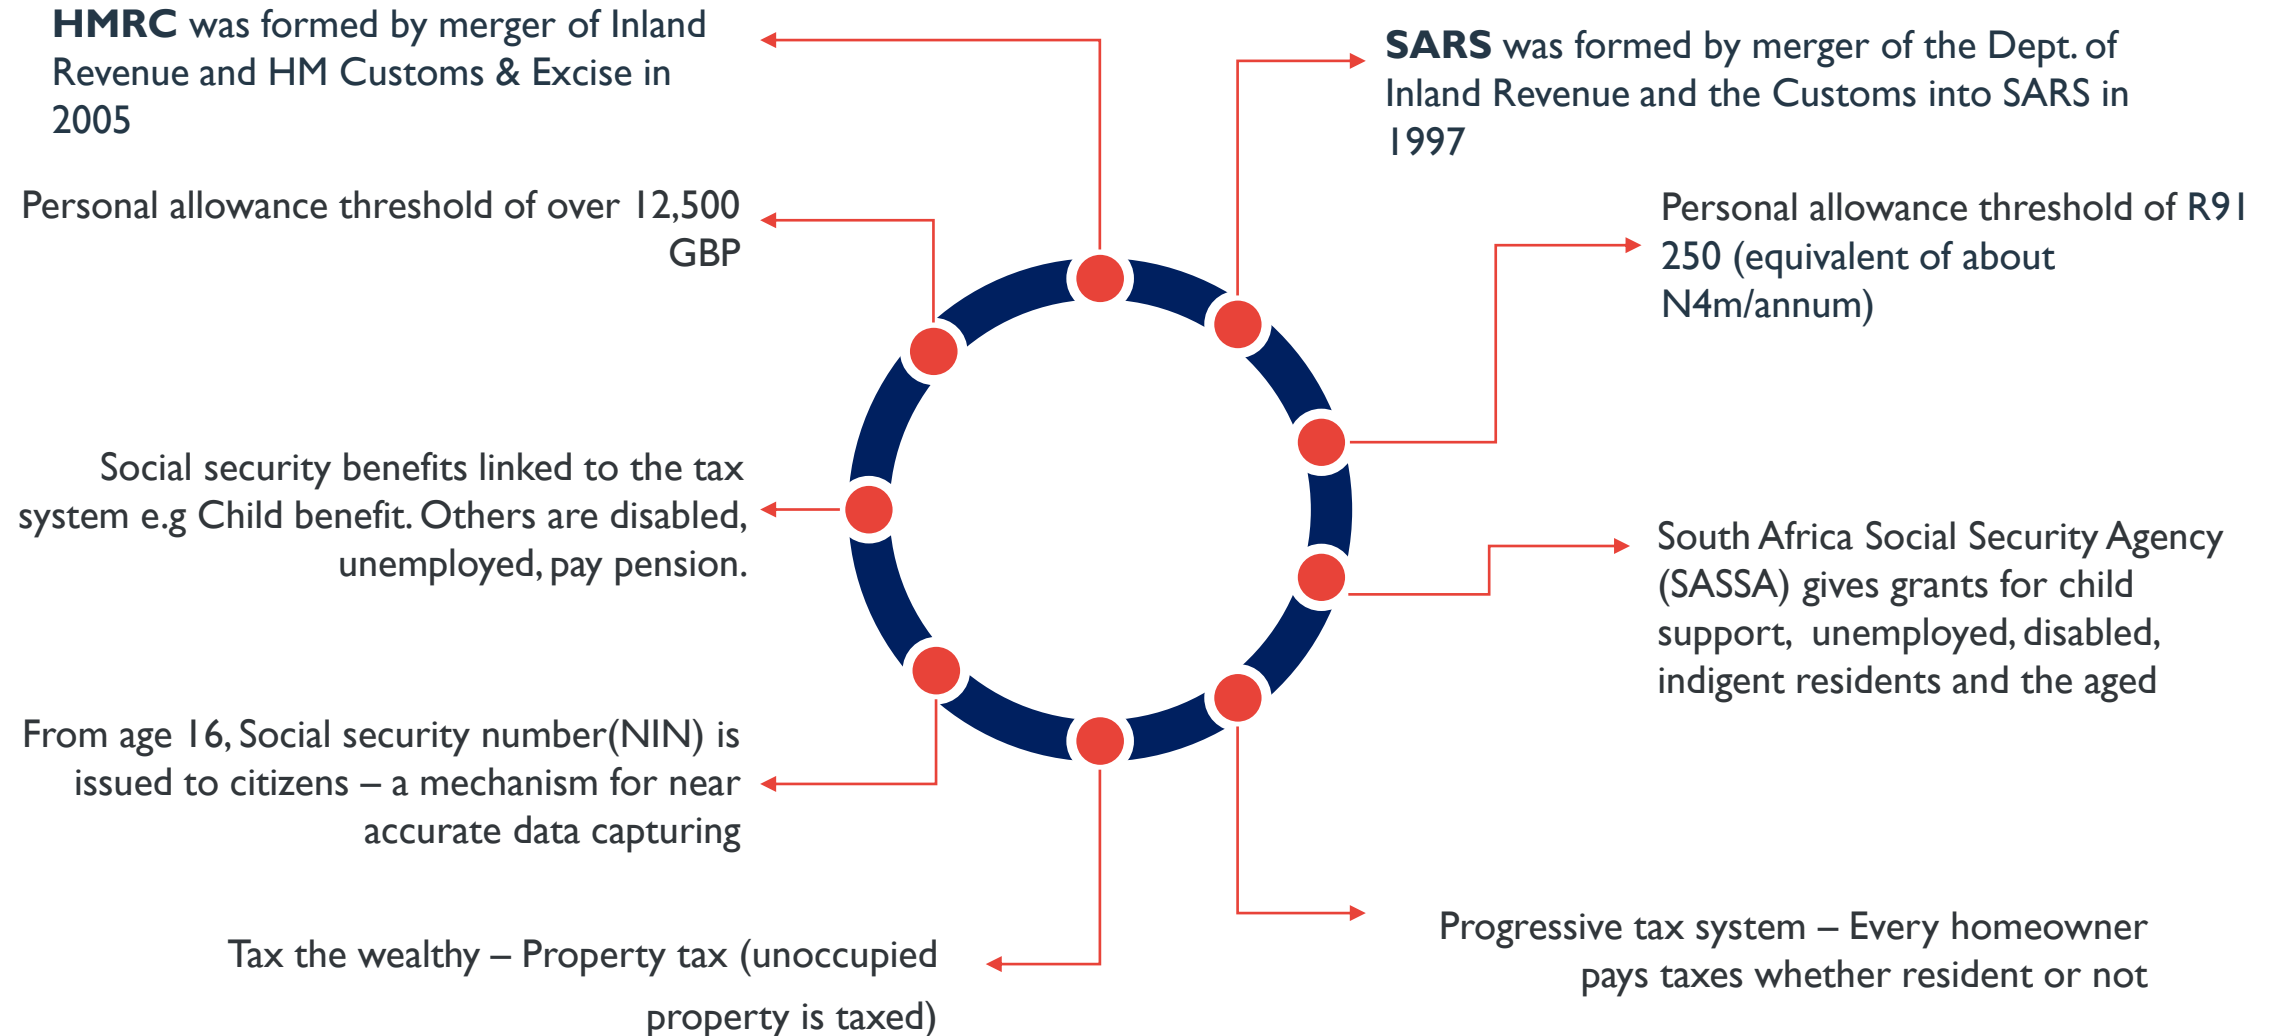 HMRC was formed by merger of Inland
Revenue and HM Customs & Excise in
2005
Personal allowance threshold of over 12,500
GBP
Social security benefits linked to the tax
system e.g Child benefit. Others are disabled,
unemployed, pay pension.
From age 16, Social security number(NIN) is
issued to citizens – a mechanism for near
accurate data capturing
Tax the wealthy – Property tax (unoccupied
property is taxed)
SARS was formed by merger of the Dept. of
Inland Revenue and the Customs into SARS in
1997
Personal allowance threshold of R91
250 (equivalent of about
N4m/annum)
South Africa Social Security Agency
(SASSA) gives grants for child
support, unemployed, disabled,
indigent residents and the aged
Progressive tax system – Every homeowner
pays taxes whether resident or not